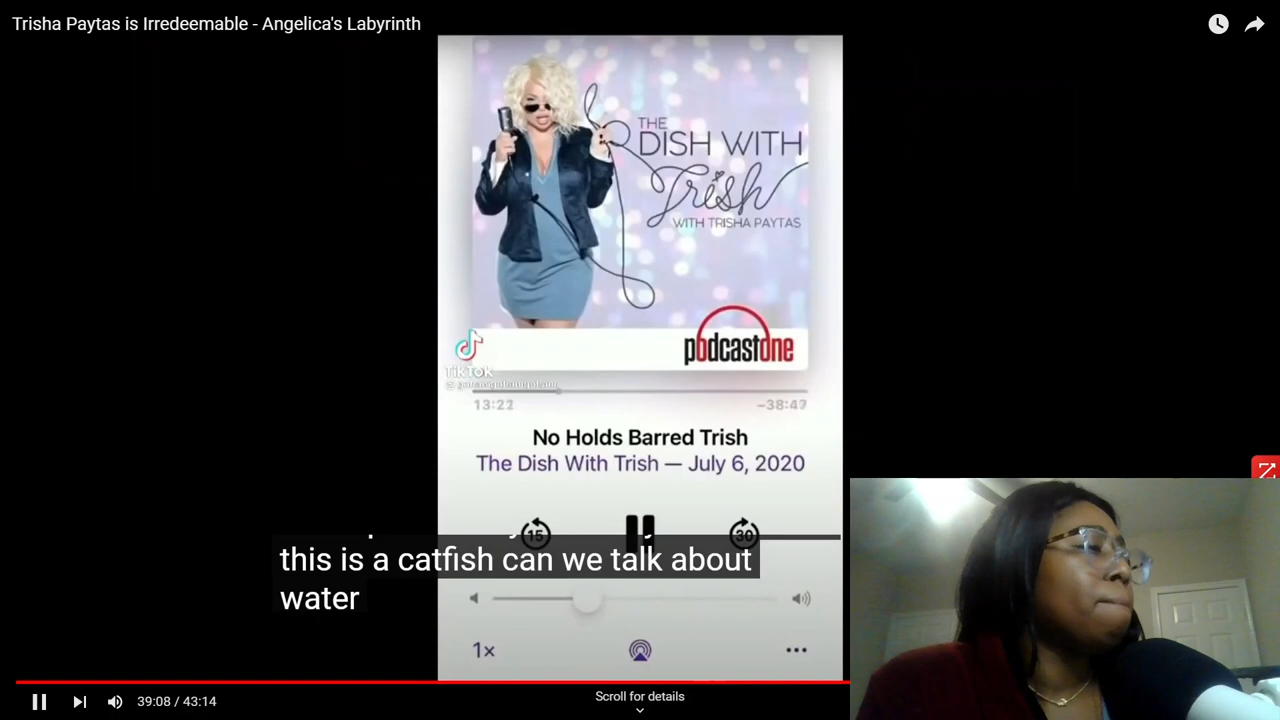 Trisha Paytas is Irredeemable - Angelica's Labyrinth
THE
DISH WITH
Trish
WITH TRISHA PAYTAS
podcastone
TikTok
13:22
-38:47
No Holds Barred Trish
The Dish With Trish — July 6, 2020
15
30
this is a catfish can we talk about
water
1×
39:08 / 43:14
Scroll for details